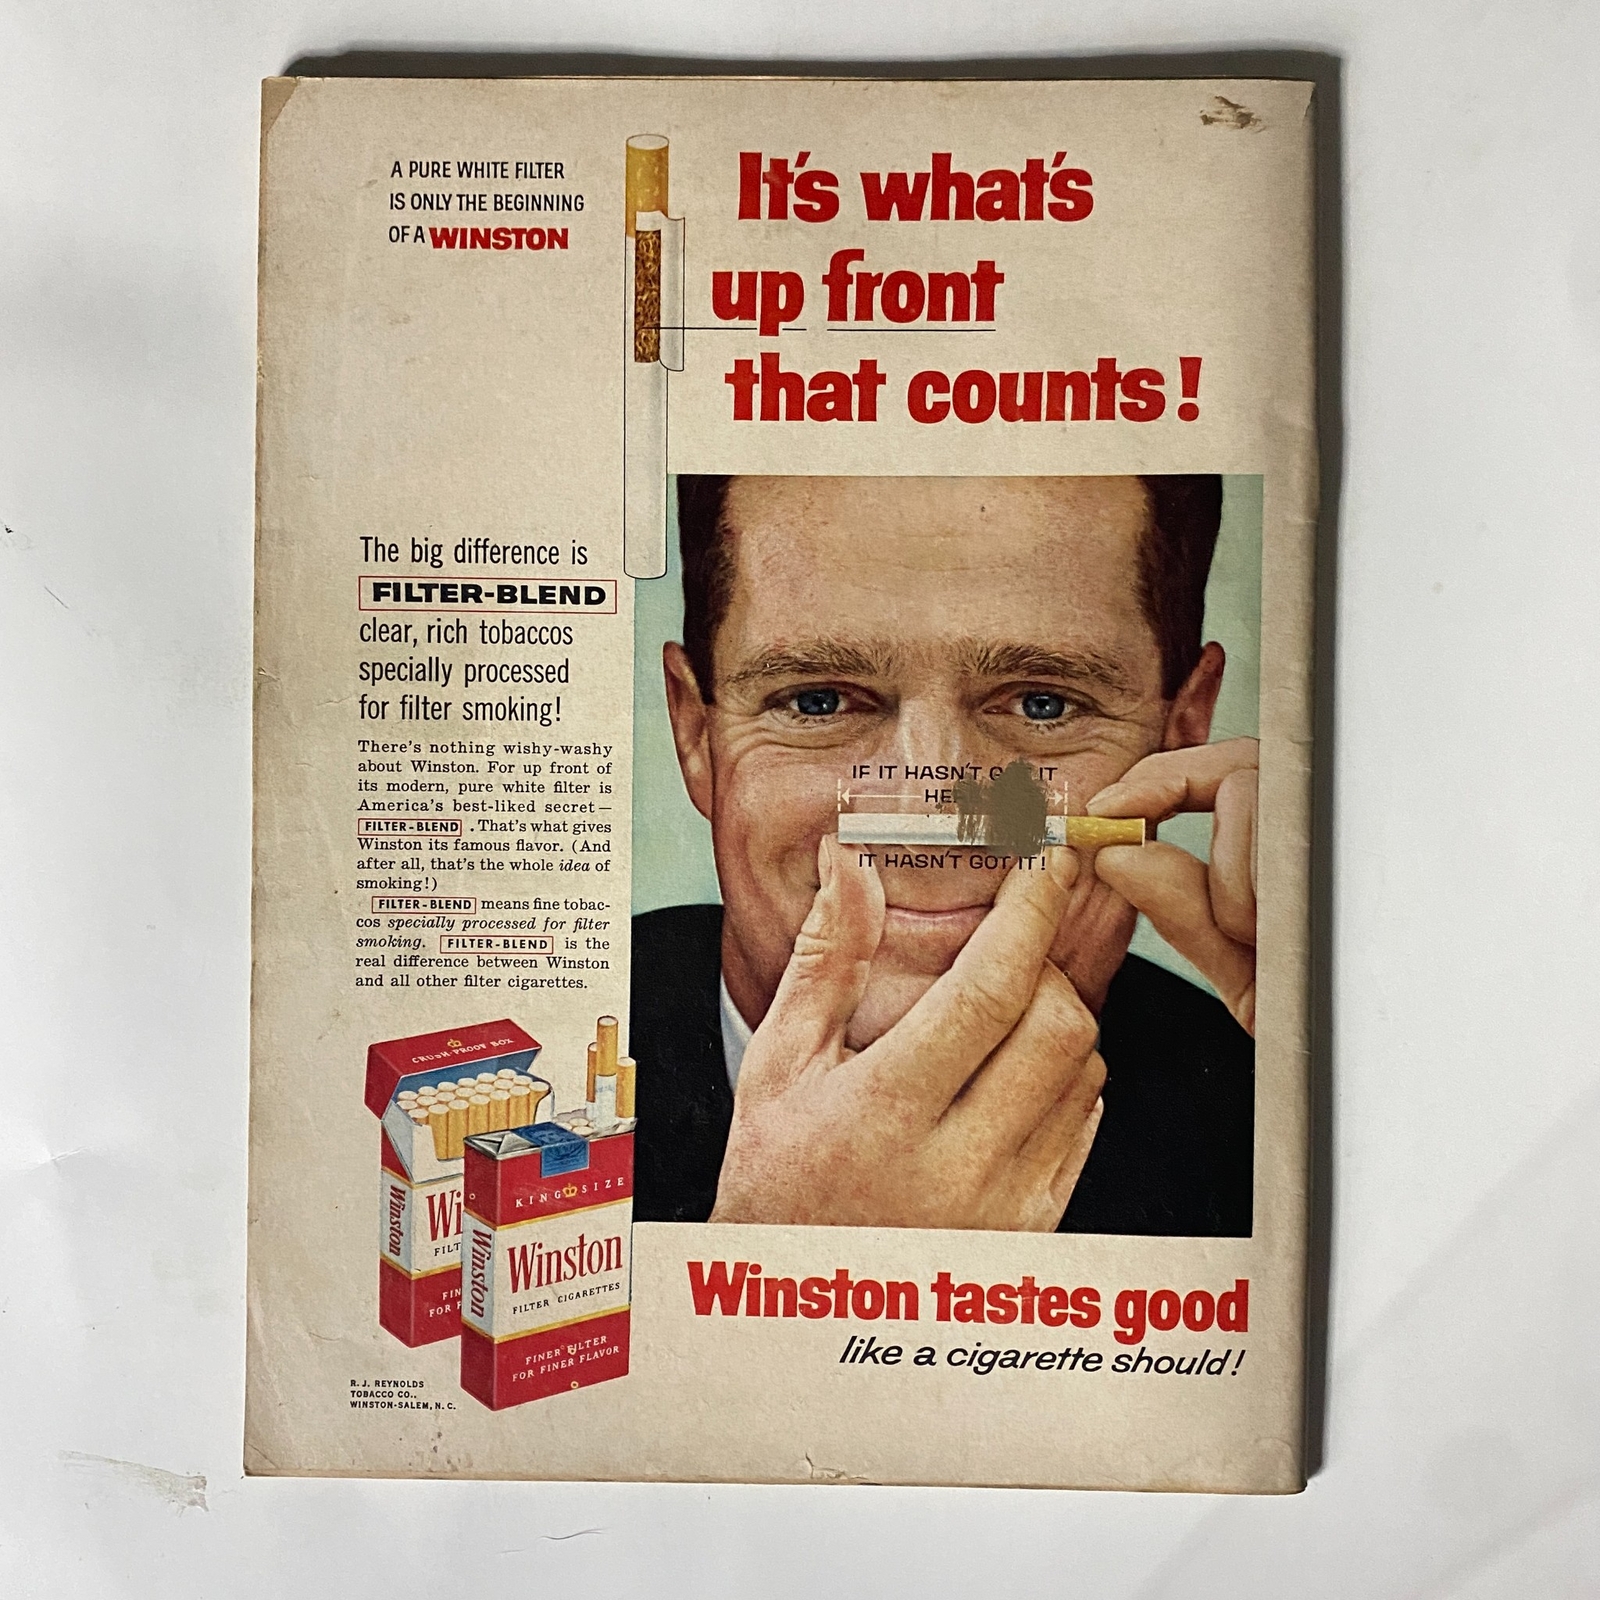 A PURE WHITE FILTER
IS ONLY THE BEGINNING
OF A WINSTON
It's what's
up front
that counts!
The big difference is
FILTER-BLEND
clear, rich tobaccos
specially processed
for filter smoking!
There's nothing wishy-washy
about Winston. For up front of
its modern, pure white filter is
America's best-liked secret—
FILTER-BLEND . That's what gives
Winston its famous flavor. (And
after all, that's the whole idea of
smoking!)
FILTER-BLEND means fine tobac-
cos specially processed for filter
smoking. FILTER-BLEND is the
real difference between Winston
and all other filter cigarettes.
IF IT HASN'T IT
IT HASN'T GOT IT!
CRUSH-PROOF BOX
Winston
Wi
FILT
FIN
FOR F
KING SIZE
Winston
Winston
FILTER CIGARETTES
FINER FILTER
FOR FINER FLAVOR
R. J. REYNOLDS
TOBACCO CO.,
WINSTON-SALEM, N. C.
Winston tastes good
like a cigarette should!